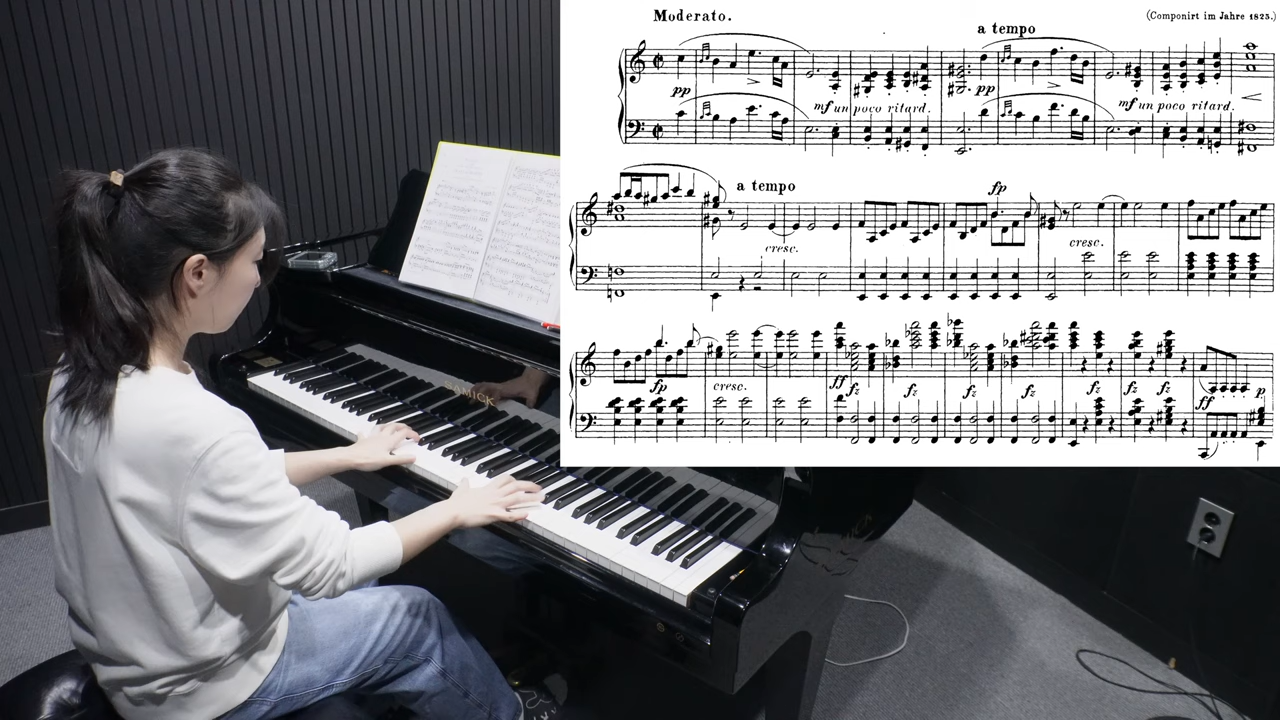 Moderato.
(Componirt im Jahre 1825.)
a tempo
pp
pp
mf un poco ritard.
mf un poco ritard.
a tempo
fp
cresc.
cresc.
fp
cresc.
ff
fz
fz
fz
fz
fz
fz
fz
ff
p
SAMICK